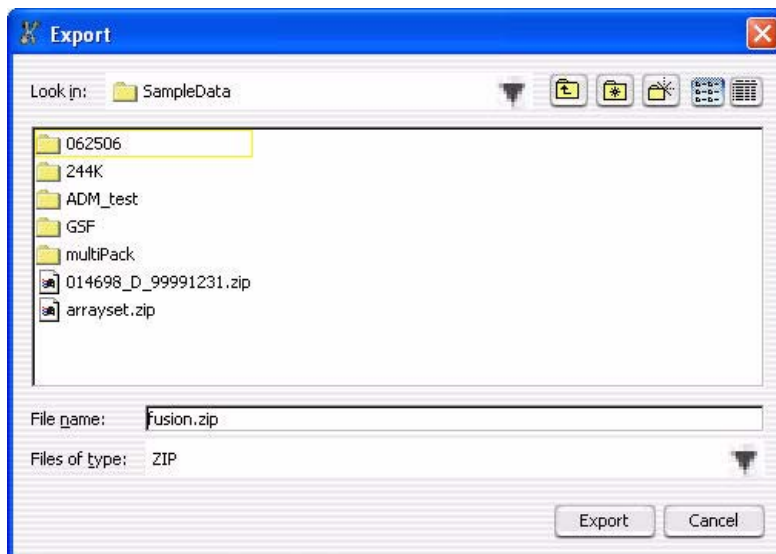 Export
Look in: SampleData
062506
244K
ADM_test
GSF
multiPack
014698_D_99991231.zip
arrayset.zip
File name: fusion.zip
Files of type: ZIP
Export Cancel